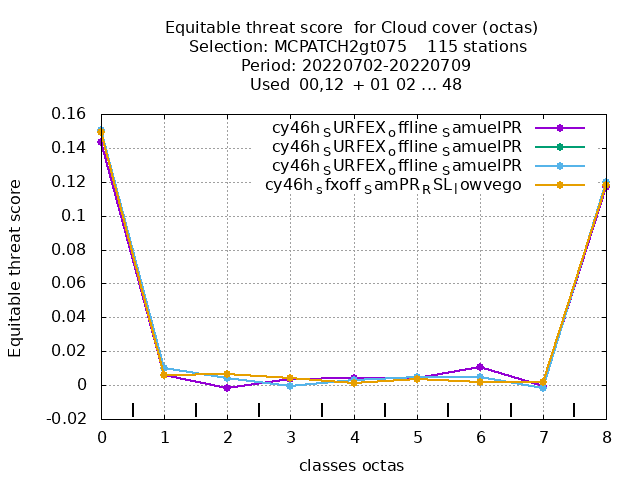 Equitable threat score for Cloud cover (octas)
Selection: MCPATCH2gt075 115 stations
Period: 20220702-20220709
Used 00,12 + 01 02 ... 48
cy46h_SURFEX_offline_SamuelPR
cy46h_SURFEX_offline_SamuelPR
cy46h_SURFEX_offline_SamuelPR
cy46h_sfxoff_SamPR_RSL_lowvego
Equitable threat score
0.16
0.14
0.12
0.1
0.08
0.06
0.04
0.02
0
-0.02
0 1 2 3 4 5 6 7 8
classes octas